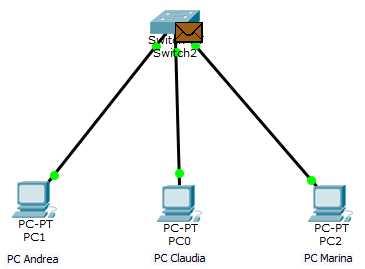 Switch2
PC-PT
PC1
PC Andrea
PC-PT
PC0
PC Claudia
PC-PT
PC2
PC Marina